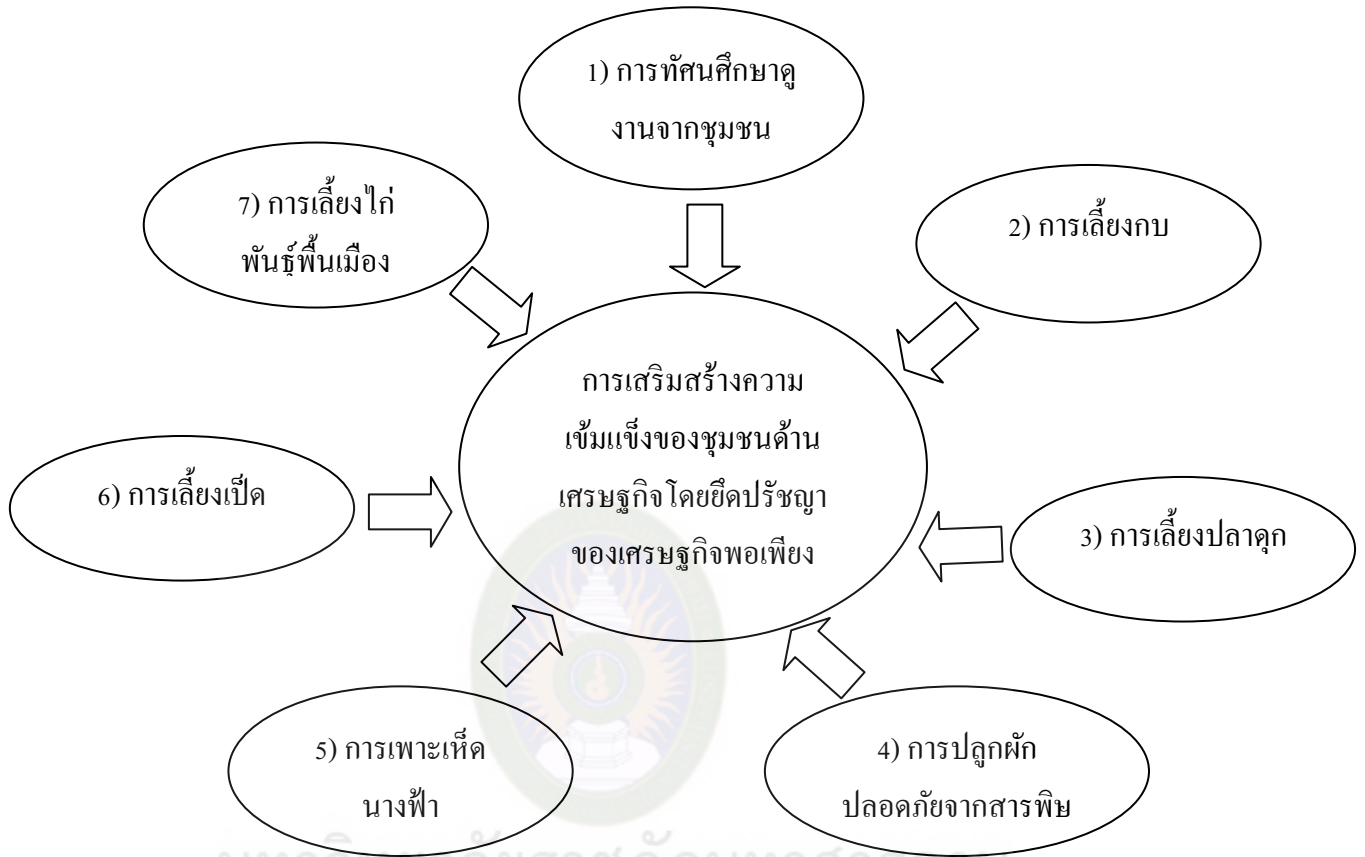 1) การทัศนศึกษาดู
งานจากชุมชน
2) การเลี้ยงกบ
3) การเลี้ยงปลาดุก
4) การปลูกผัก
ปลอดภัยจากสารพิษ
5) การเพาะเห็ด
นางฟ้า
6) การเลี้ยงเป็ด
7) การเลี้ยงไก่
พันธุ์พื้นเมือง
การเสริมสร้างความ
เข้มแข็งของชุมชนด้าน
เศรษฐกิจโดยยึดปรัชญา
ของเศรษฐกิจพอเพียง